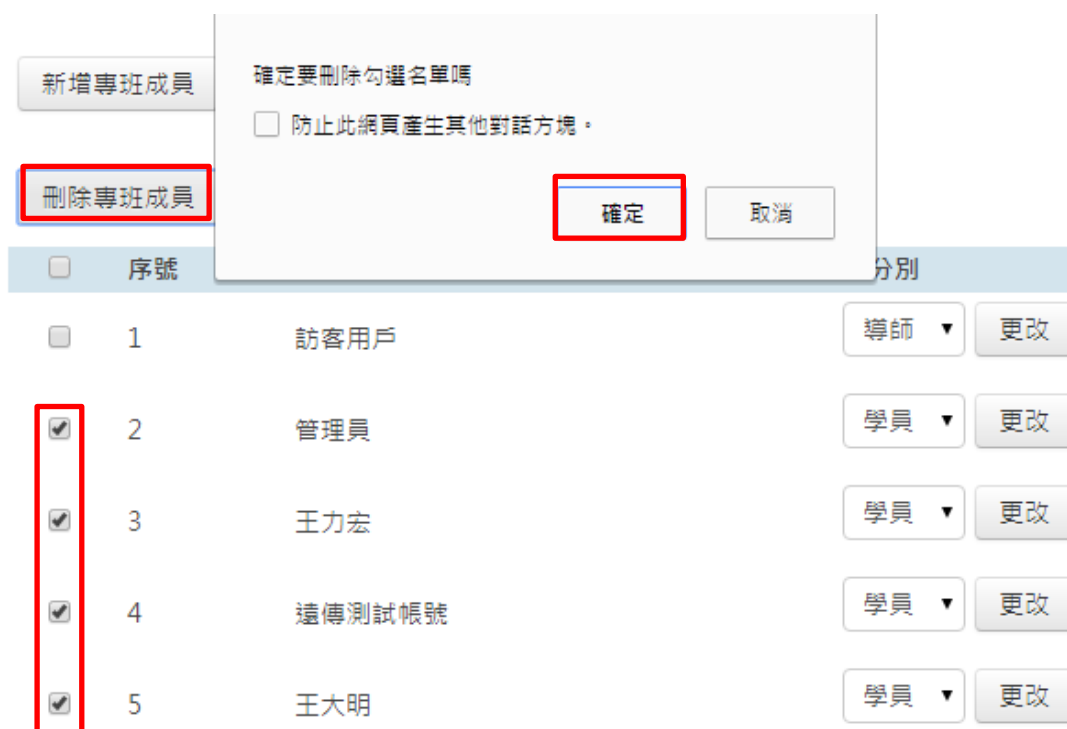 新增專班成員
確定要刪除勾選名單嗎
防止此網頁產生其他對話方塊。
確定 取消
刪除專班成員
序號 分別
1 訪客用戶 導師 更改
2 管理員 學員 更改
3 王力宏 學員 更改
4 遠傳測試帳號 學員 更改
5 王大明 學員 更改